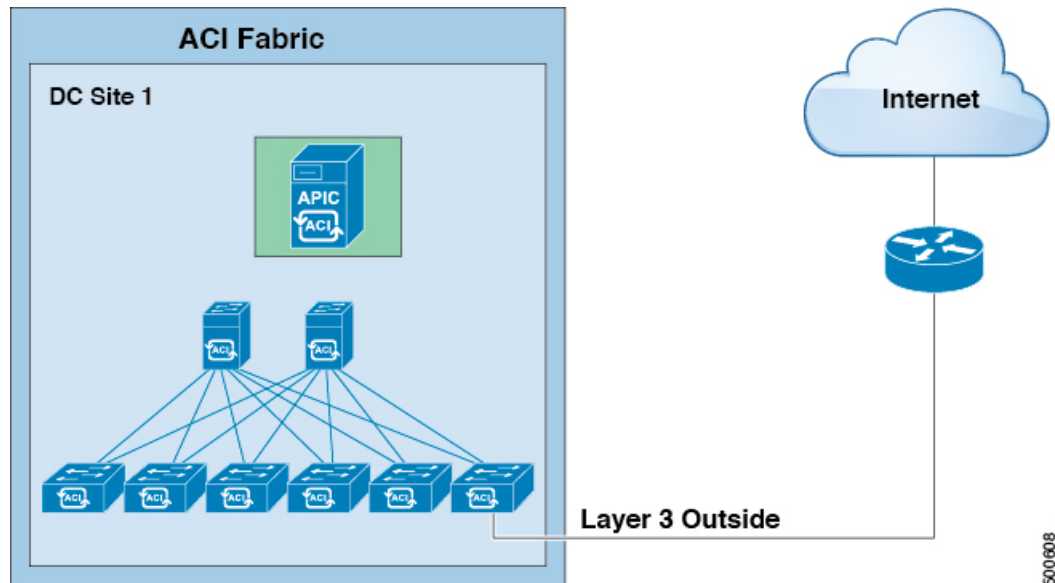 ACI Fabric
DC Site 1
Internet
APIC
ACI
ACI
ACI
ACI
ACI
ACI
ACI
ACI
ACI
Layer 3 Outside
500608